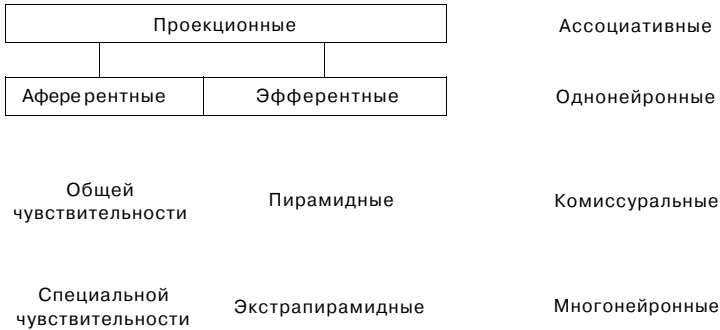 Проекционные
Ассоциативные
Афере рентные
Эфферентные
Однонейронные
Общей
чувствительности
Пирамидные
Комиссуральные
Специальной
чувствительности
Экстрапирамидные
Многонейронные